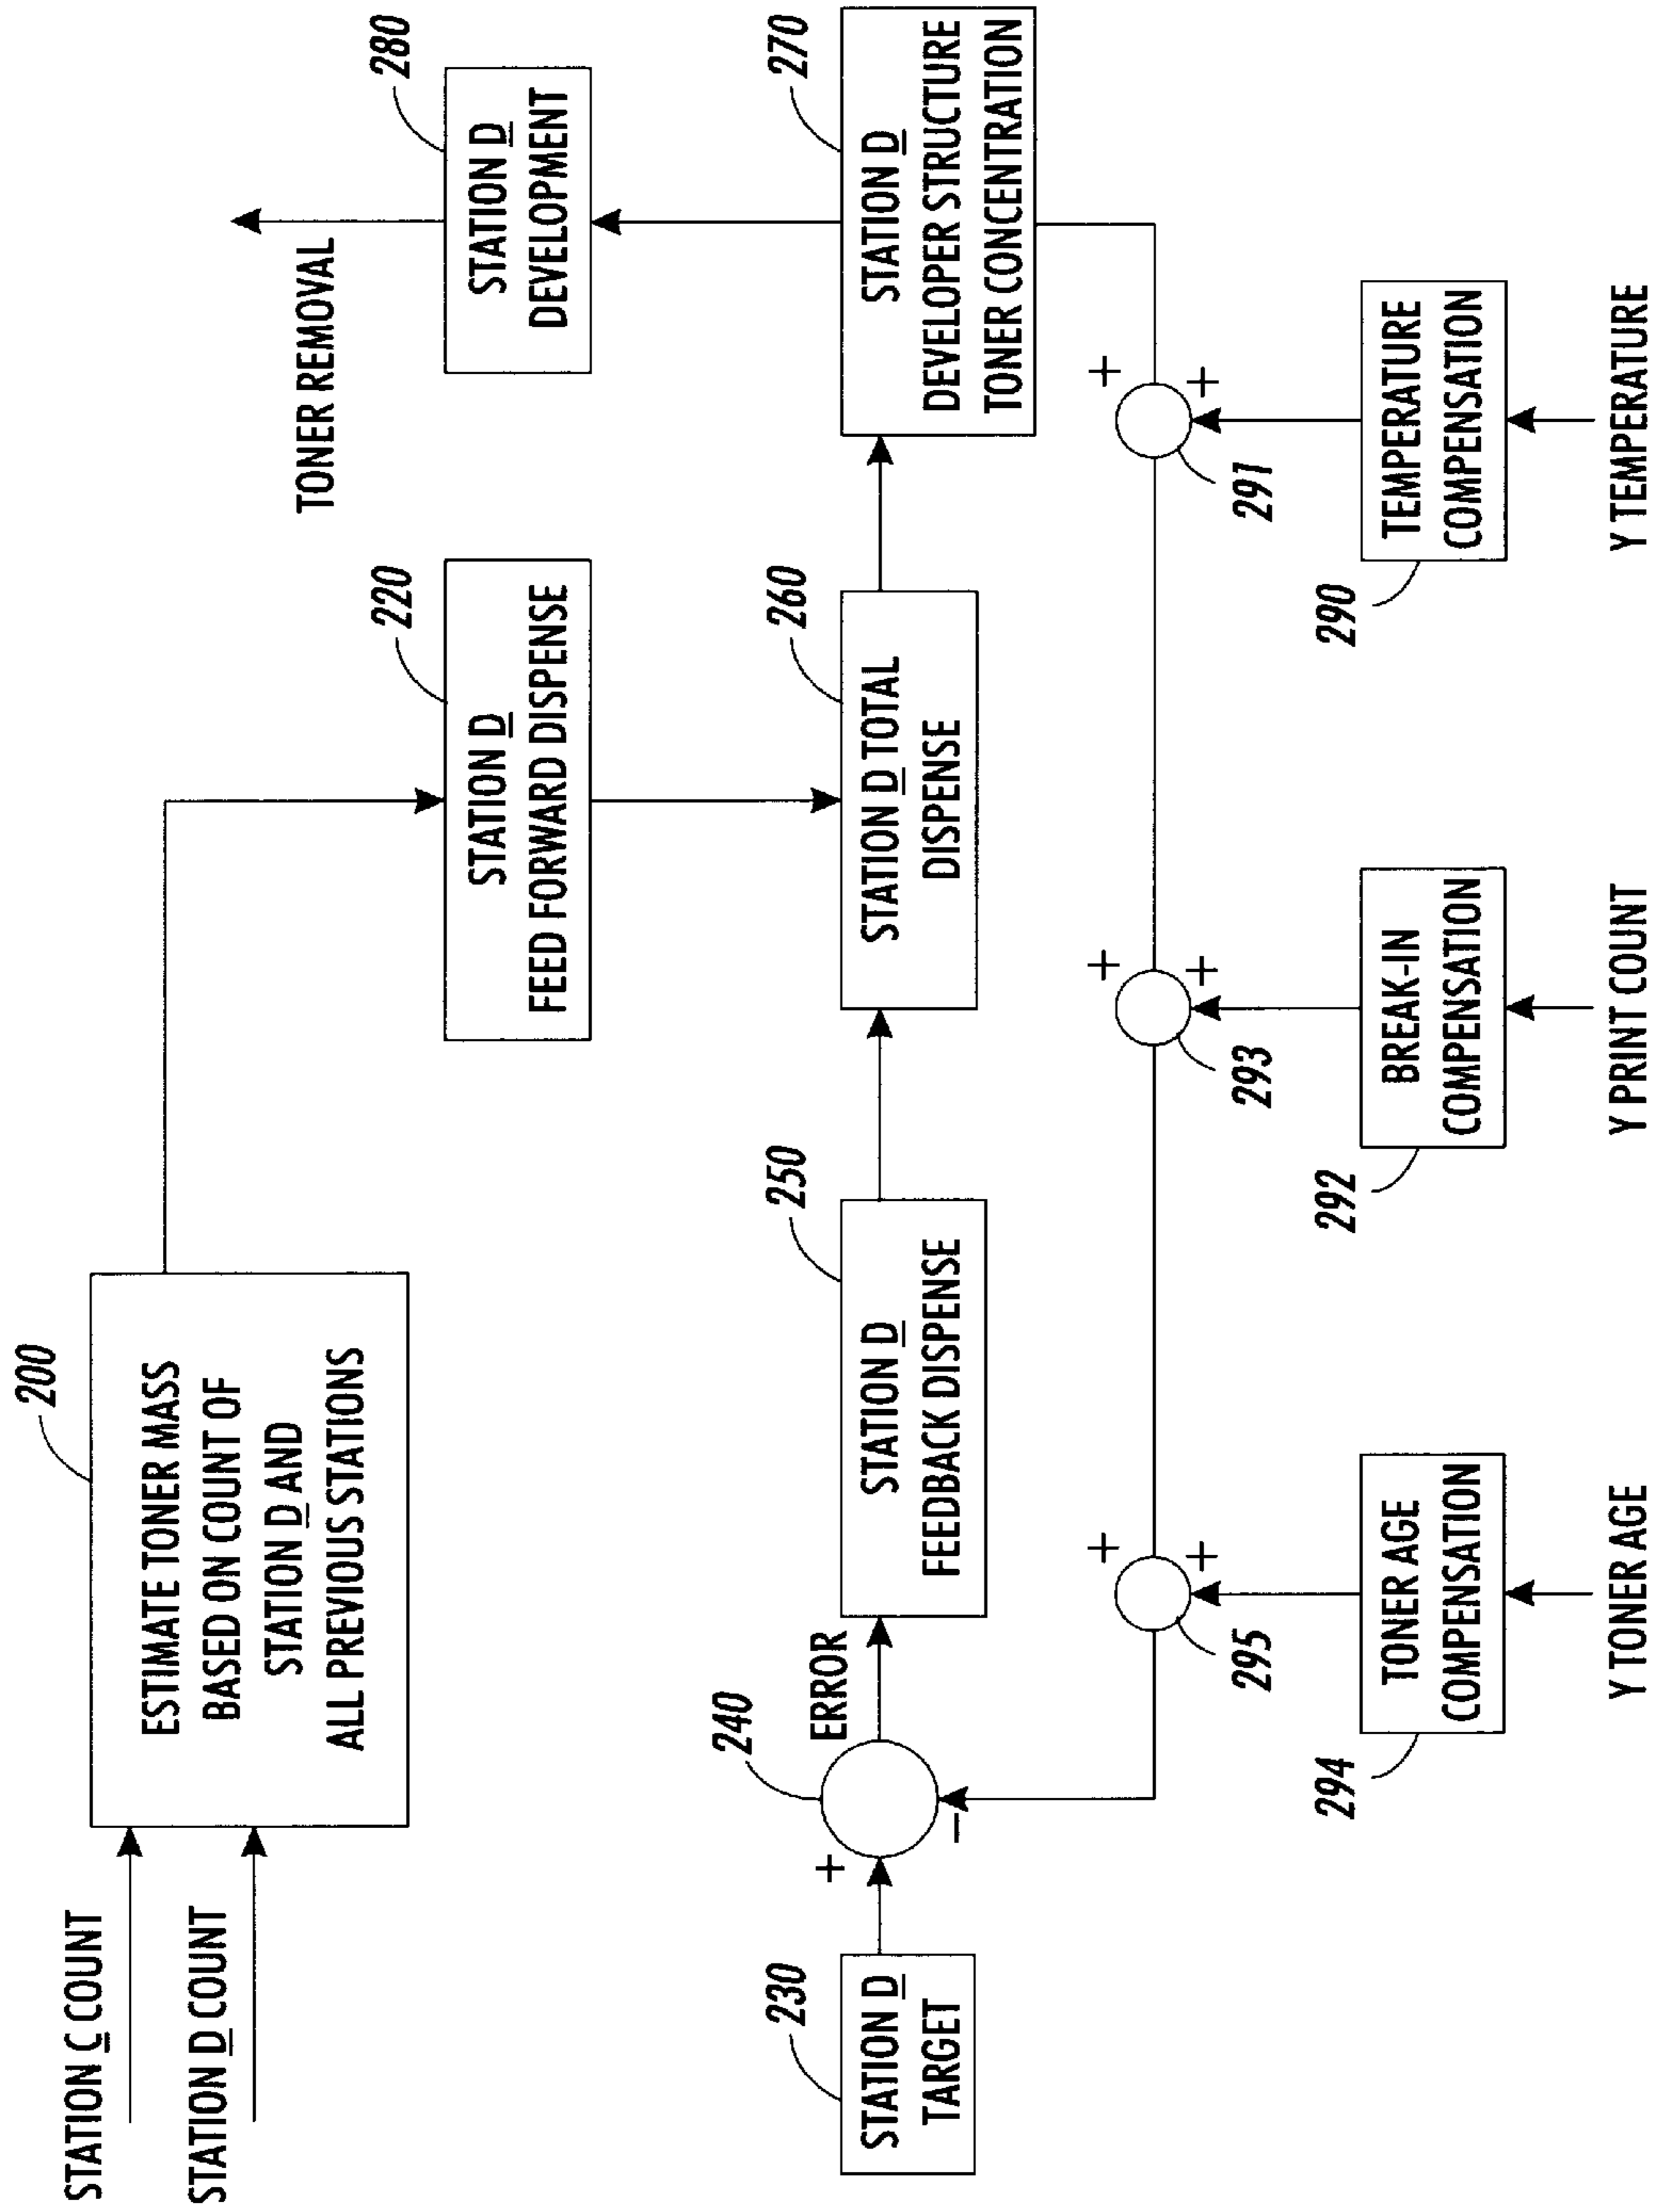 STATION C COUNT
STATION D COUNT
200
ESTIMATE TONER MASS
BASED ON COUNT OF
STATION D AND
ALL PREVIOUS STATIONS
220
STATION D
FEED FORWARD DISPENSE
TONER REMOVAL
280
STATION D
DEVELOPMENT
230
STATION D
TARGET
240
+
−
ERROR
250
STATION D
FEEDBACK DISPENSE
260
STATION D TOTAL
DISPENSE
270
STATION D
DEVELOPER STRUCTURE
TONER CONCENTRATION
+
+
295
+
+
293
+
+
291
294
TONER AGE
COMPENSATION
Y TONER AGE
292
BREAK-IN
COMPENSATION
Y PRINT COUNT
290
TEMPERATURE
COMPENSATION
Y TEMPERATURE